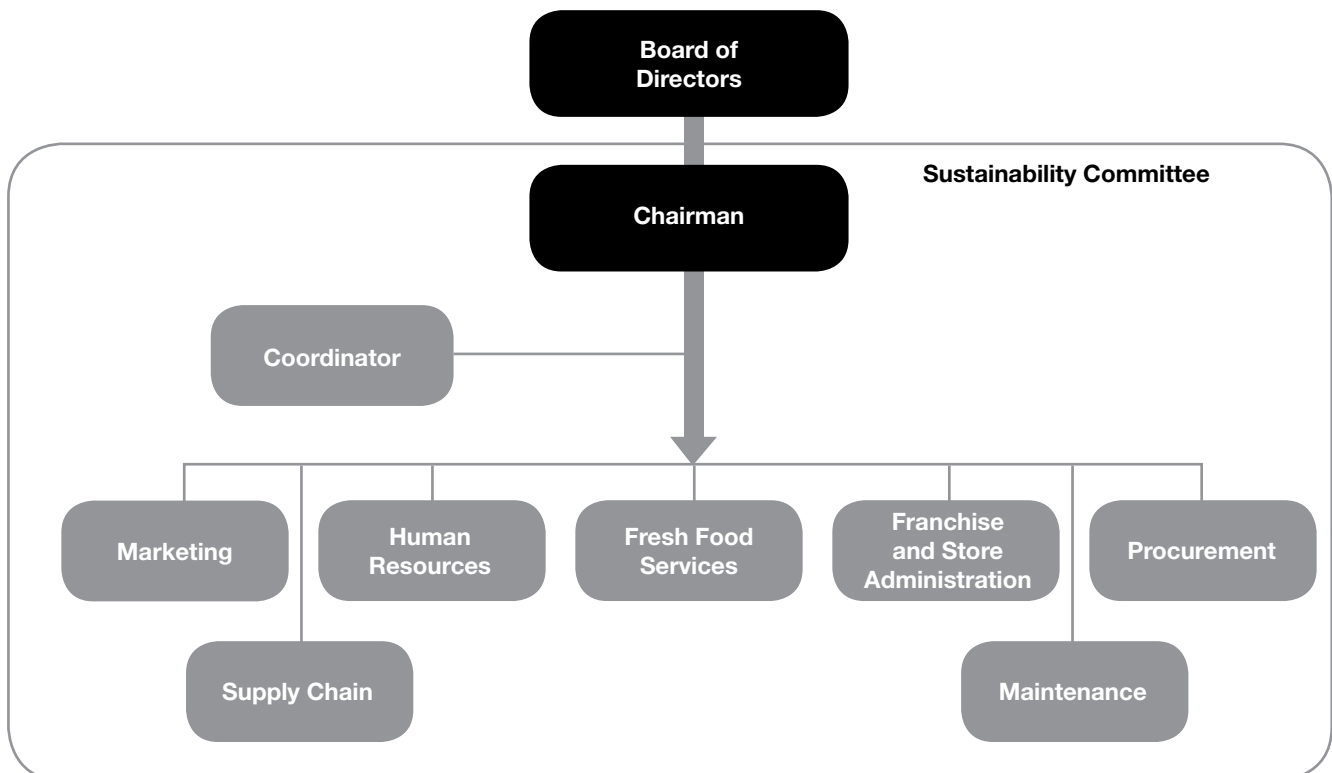 Board of
Directors
Sustainability Committee
Chairman
Coordinator
Marketing
Human
Resources
Fresh Food
Services
Franchise
and Store
Administration
Procurement
Supply Chain
Maintenance